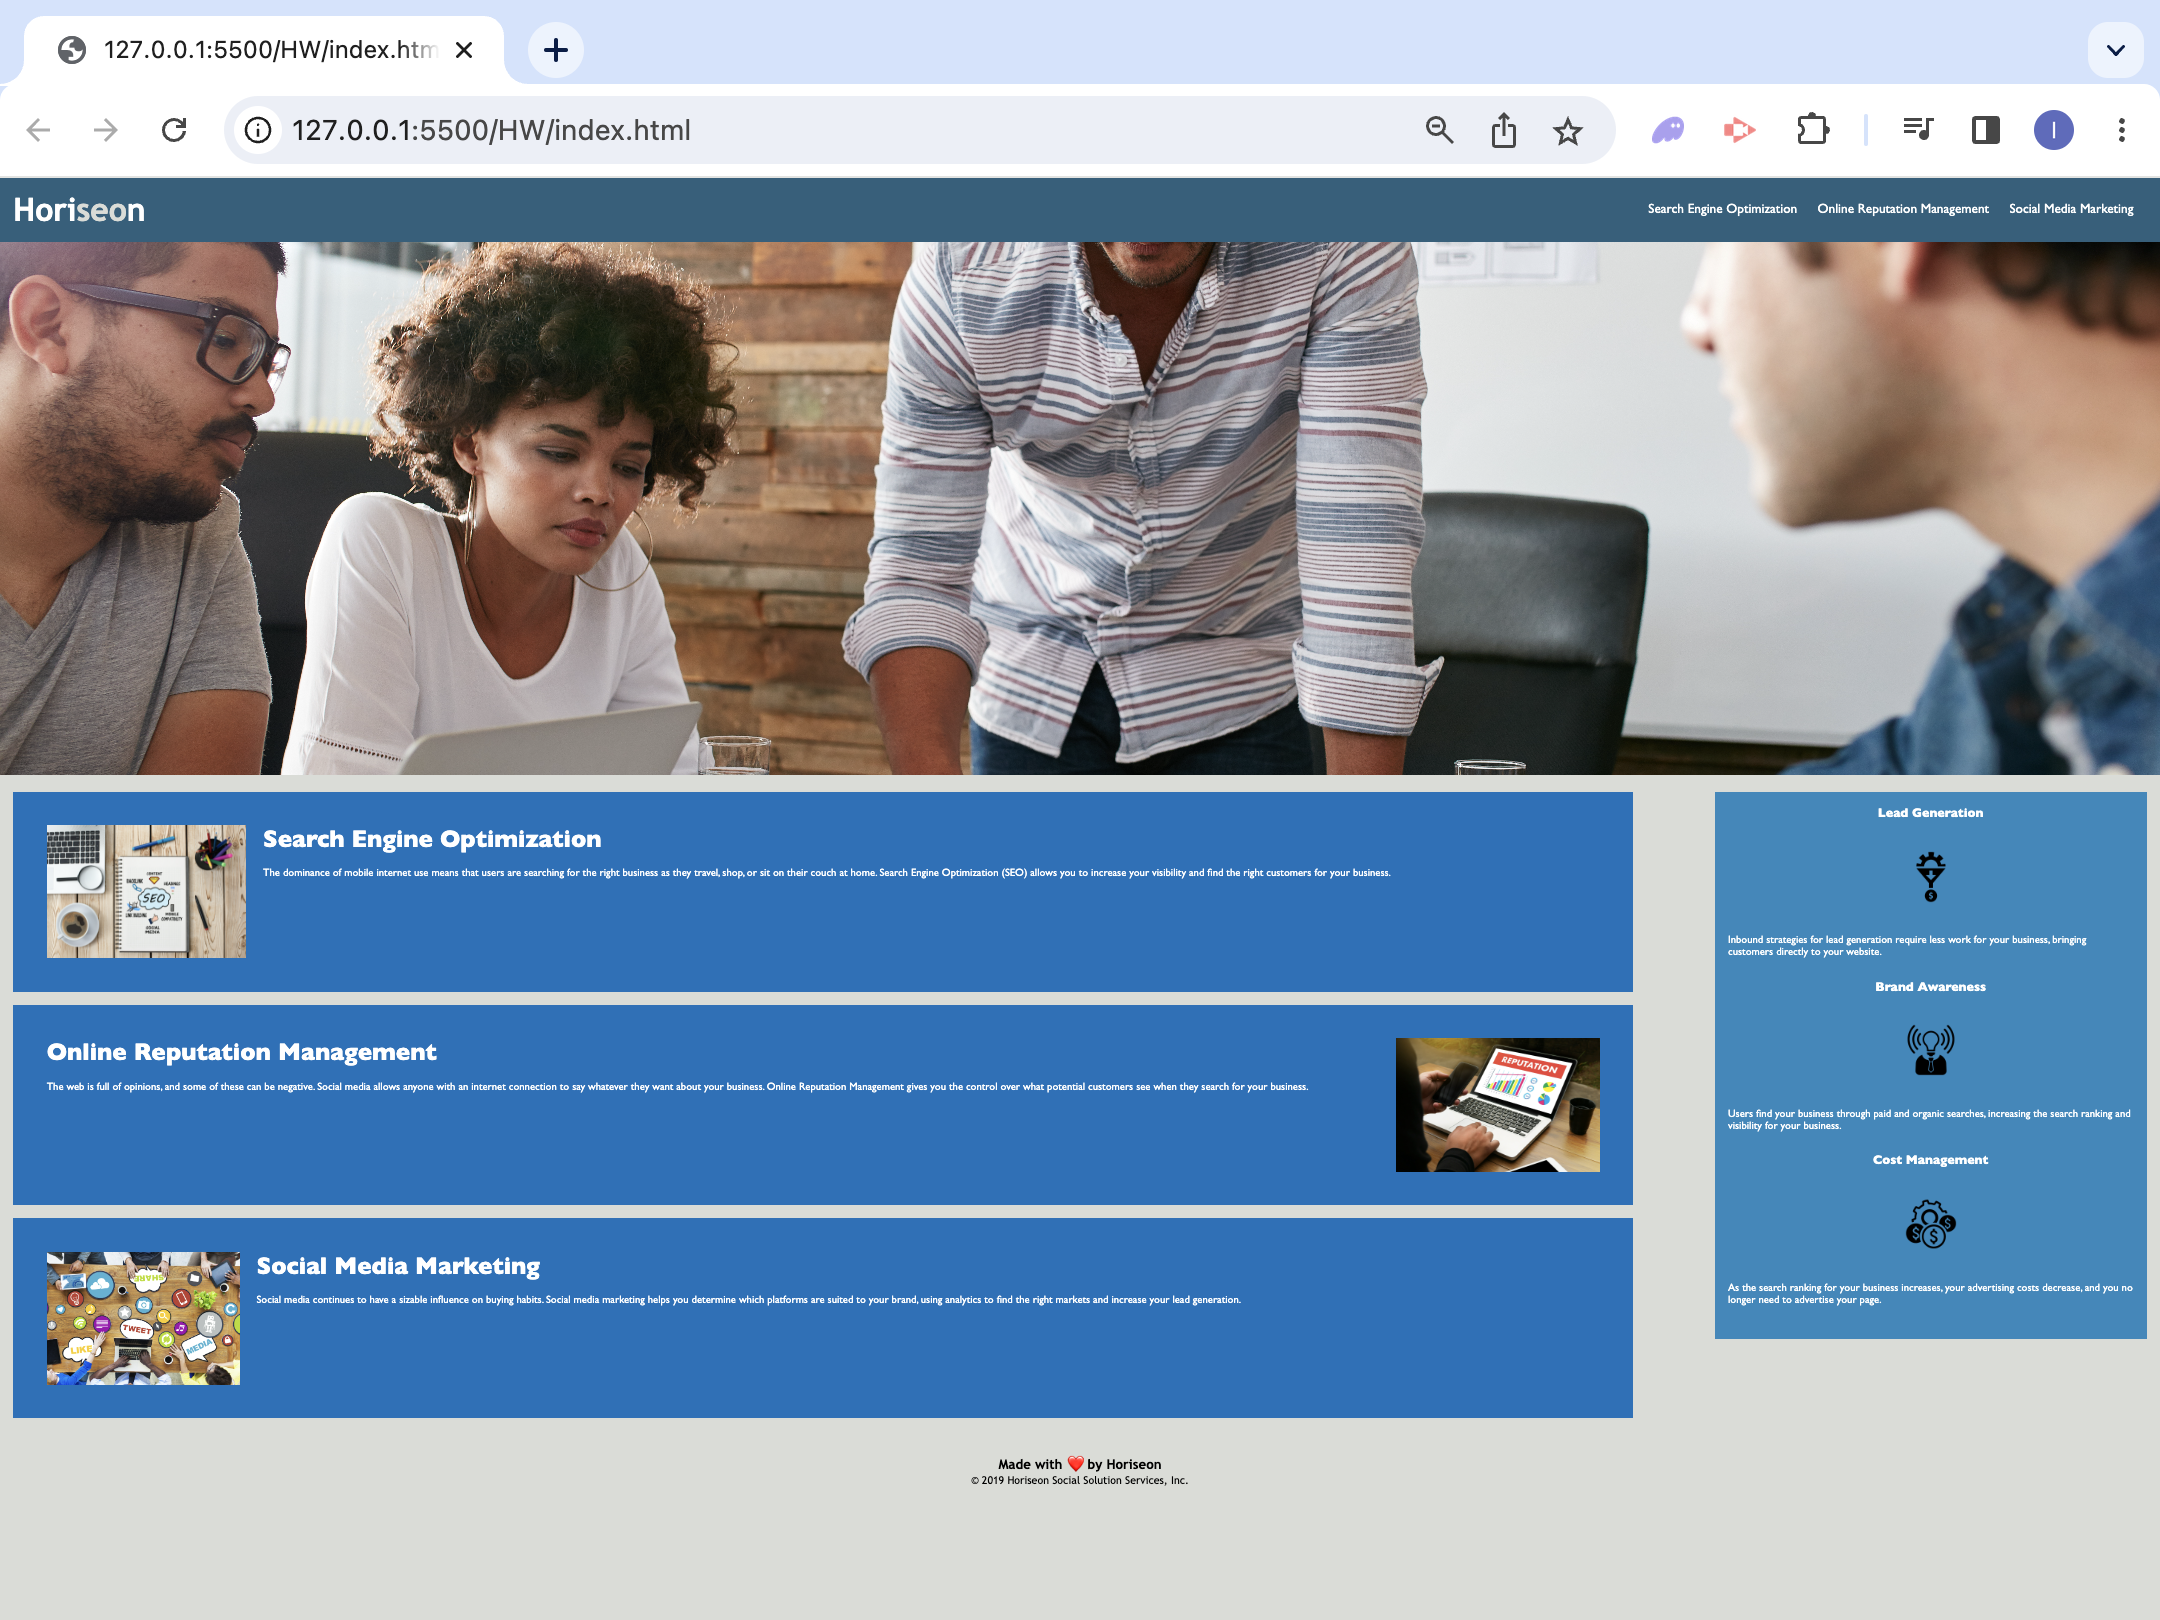 127.0.0.1:5500/HW/index.htm
127.0.0.1:5500/HW/index.html
I
Horiseon
Search Engine Optimization Online Reputation Management Social Media Marketing
SEO
CONTENT
BACKLINK
LINK BUILDING
SOCIAL
MEDIA
Search Engine Optimization
The dominance of mobile internet use means that users are searching for the right business as they travel, shop, or sit on their couch at home. Search Engine Optimization (SEO) allows you to increase your visibility and find the right customers for your business.
Online Reputation Management
The web is full of opinions, and some of these can be negative. Social media allows anyone with an internet connection to say whatever they want about your business. Online Reputation Management gives you the control over what potential customers see when they search for your business.
REPUTATION
SHARE
TWEET
LIKE
MEDIA
Social Media Marketing
Social media continues to have a sizable influence on buying habits. Social media marketing helps you determine which platforms are suited to your brand, using analytics to find the right markets and increase your lead generation.
Lead Generation
Inbound strategies for lead generation require less work for your business, bringing
customers directly to your website.
Brand Awareness
Users find your business through paid and organic searches, increasing the search ranking and
visibility for your business.
Cost Management
As the search ranking for your business increases, your advertising costs decrease, and you no
longer need to advertise your page.
Made with ❤️ by Horiseon
© 2019 Horiseon Social Solution Services, Inc.